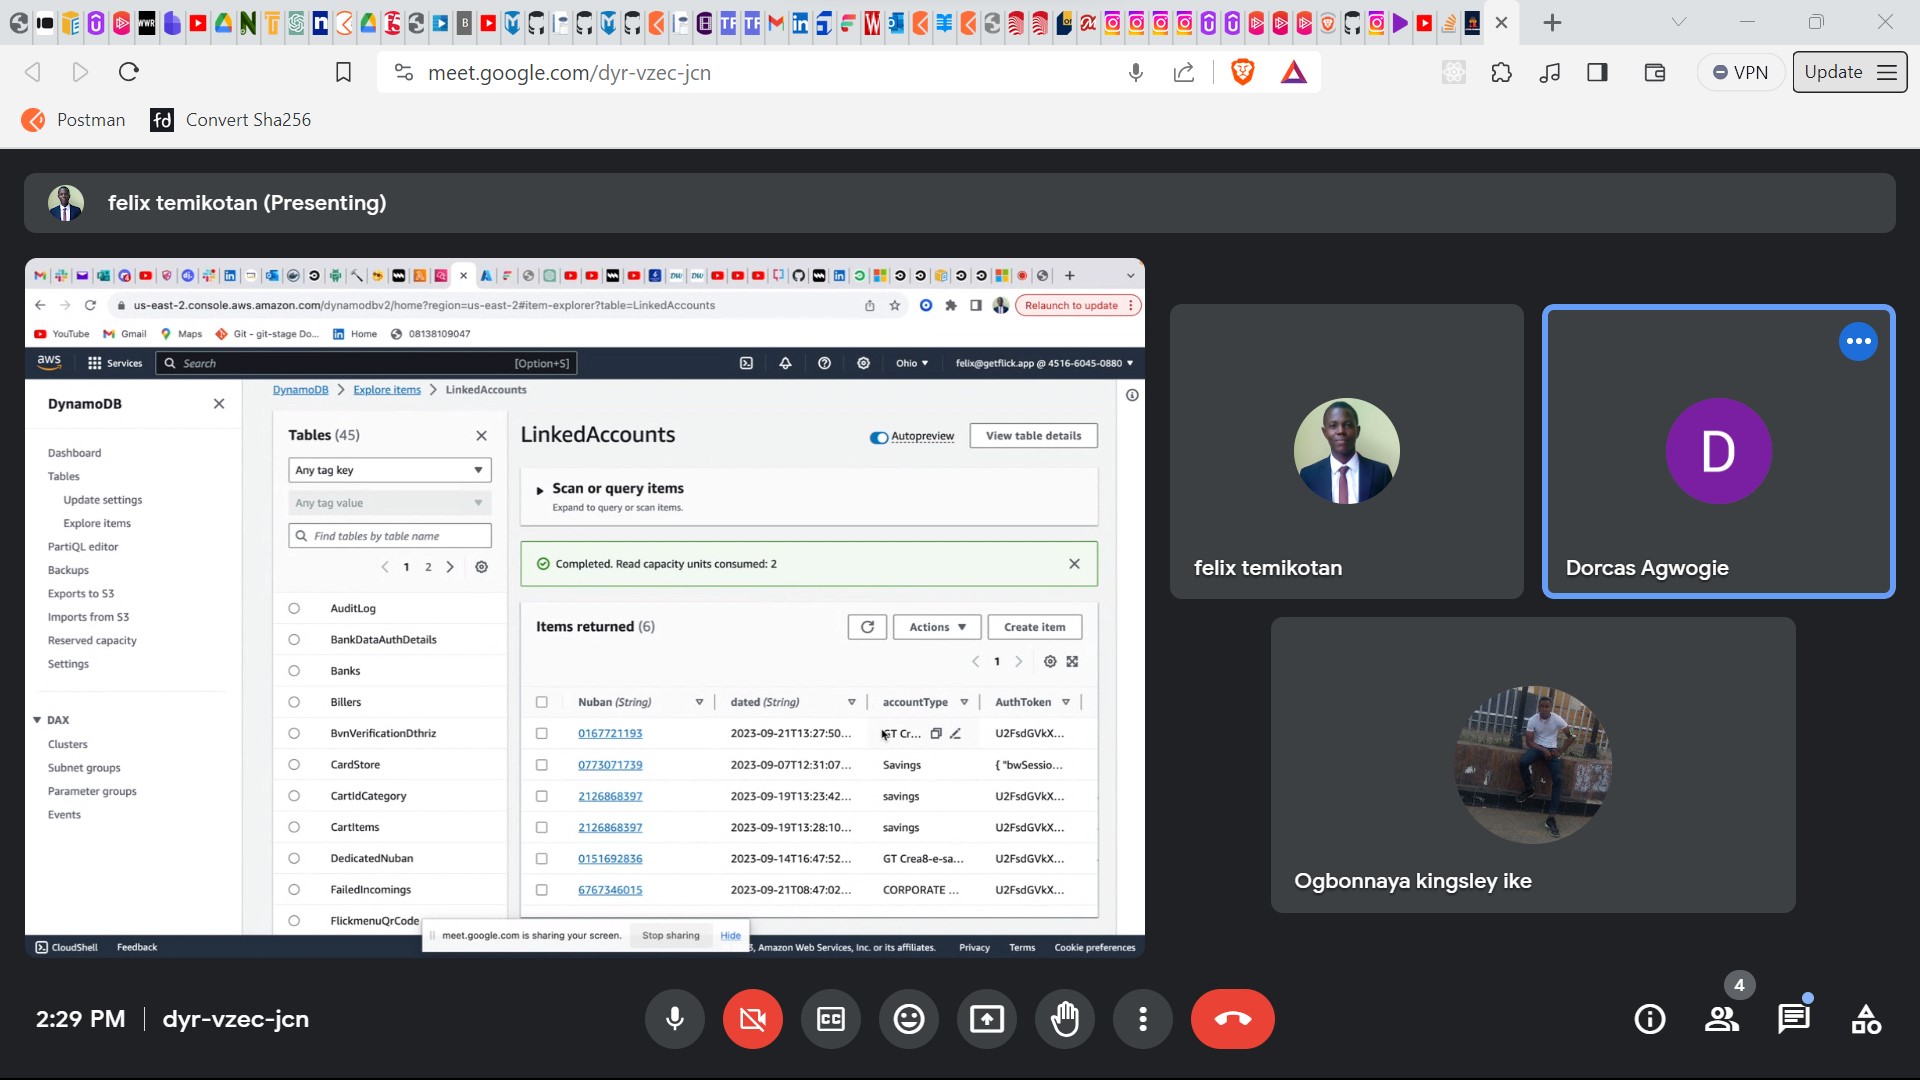 meet.google.com/dyr-vzec-jcn
VPN
Update
Postman
Convert Sha256
felix temikotan (Presenting)
us-east-2.console.aws.amazon.com/dynamodbv2/home?region=us-east-2#item-explorer?table=LinkedAccounts
Relaunch to update
YouTube
Gmail
Maps
Git - git-stage Do...
Home
08138109047
aws
Services
Search
[Option+S]
Ohio
felix@getflick.app @ 4516-6045-0880
DynamoDB
Dashboard
Tables
Update settings
Explore items
PartiQL editor
Backups
Exports to S3
Imports from S3
Reserved capacity
Settings
DAX
Clusters
Subnet groups
Parameter groups
Events
DynamoDB
Explore items
LinkedAccounts
Tables (45)
Any tag key
Any tag value
Find tables by table name
1 2
AuditLog
BankDataAuthDetails
Banks
Billers
BvnVerificationDthriz
CardStore
CartIdCategory
CartItems
DedicatedNuban
FailedIncomings
FlickmenuQrCode
LinkedAccounts
Autopreview
View table details
Scan or query items
Expand to query or scan items.
Completed. Read capacity units consumed: 2
Items returned (6)
Actions
Create item
1
Nuban (String) dated (String) accountType AuthToken
0167721193 2023-09-21T13:27:50... GT Cr... U2FsdGVkX...
0773071739 2023-09-07T12:31:07... Savings { "bwSessio...
2126868397 2023-09-19T13:23:42... savings U2FsdGVkX...
2126868397 2023-09-19T13:28:10... savings U2FsdGVkX...
0151692836 2023-09-14T16:47:52... GT Crea8-e-sa... U2FsdGVkX...
6767346015 2023-09-21T08:47:02... CORPORATE ... U2FsdGVkX...
meet.google.com is sharing your screen.
Stop sharing
Hide
CloudShell
Feedback
3, Amazon Web Services, Inc. or its affiliates.
Privacy
Terms
Cookie preferences
felix temikotan
D
Dorcas Agwogie
Ogbonnaya kingsley ike
2:29 PM
dyr-vzec-jcn
CC
4